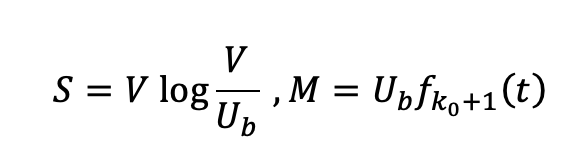 S = V log V/U_b , M = U_b f_{k_0+1}(t)